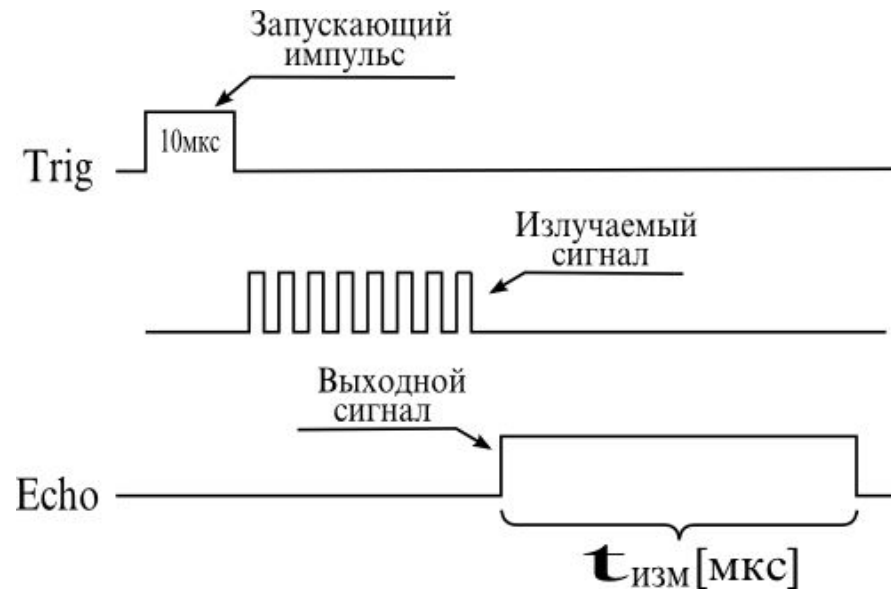 Запускающий
импульс
10мкс
Trig
Излучаемый
сигнал
Выходной
сигнал
Echo
tизм[мкс]